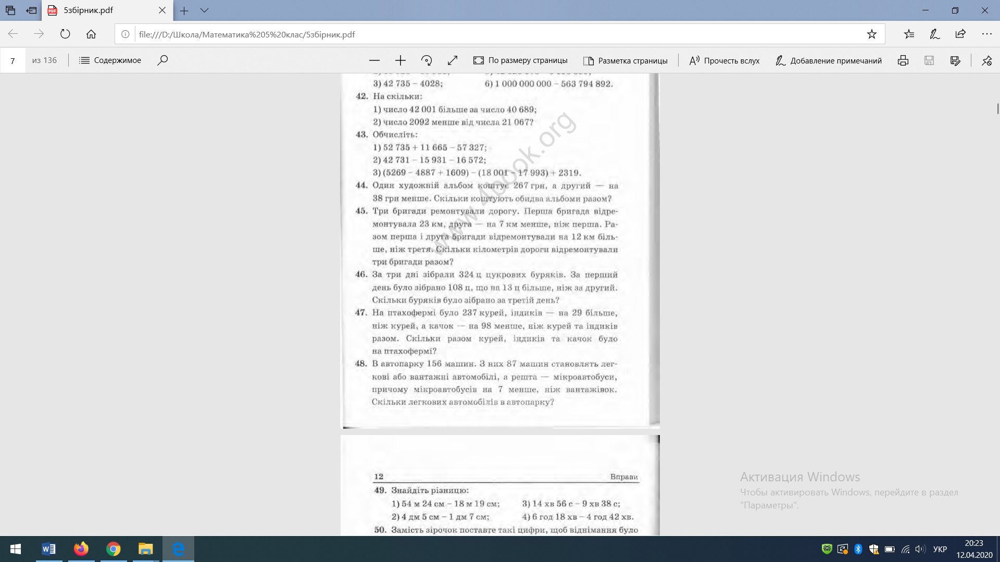 5збірник.pdf
file:///D:/Школа/Математика%205%20клас/5збірник.pdf
7 из 136 Содержимое По размеру страницы Разметка страницы Прочесть вслух Добавление примечаний
3) 42 735 – 4028; 6) 1 000 000 000 – 563 794 892.
42. На скільки:
1) число 42 001 більше за число 40 689;
2) число 2092 менше від числа 21 067?
43. Обчисліть:
1) 52 735 + 11 665 – 57 327;
2) 42 731 – 15 931 – 16 572;
3) (5269 – 4887 + 1609) – (18 001 – 17 993) + 2319.
44. Один художній альбом коштує 267 грн, а другий — на
38 грн менше. Скільки коштують обидва альбоми разом?
45. Три бригади ремонтували дорогу. Перша бригада відре-
монтувала 23 км, друга — на 7 км менше, ніж перша. Ра-
зом перша і друга бригади відремонтували на 12 км біль-
ше, ніж третя. Скільки кілометрів дороги відремонтували
три бригади разом?
46. За три дні зібрали 324 ц цукрових буряків. За перший
день було зібрано 108 ц, що на 13 ц більше, ніж за другий.
Скільки буряків було зібрано за третій день?
47. На птахофермі було 237 курей, індиків — на 29 більше,
ніж курей, а качок — на 98 менше, ніж курей та індиків
разом. Скільки разом курей, індиків та качок було
на птахофермі?
48. В автопарку 156 машин. З них 87 машин становлять лег-
кові або вантажні автомобілі, а решта — мікроавтобуси,
причому мікроавтобусів на 7 менше, ніж вантажівок.
Скільки легкових автомобілів в автопарку?
www.4book.org
12 Вправи
49. Знайдіть різницю:
1) 54 м 24 см – 18 м 19 см; 3) 14 хв 56 с – 9 хв 38 с;
2) 4 дм 5 см – 1 дм 7 см; 4) 6 год 18 хв – 4 год 42 хв.
50. Замість зірочок поставте такі цифри, щоб віднімання було
Активация Windows
Чтобы активировать Windows, перейдите в раздел
"Параметры".
УКР
20:23
12.04.2020